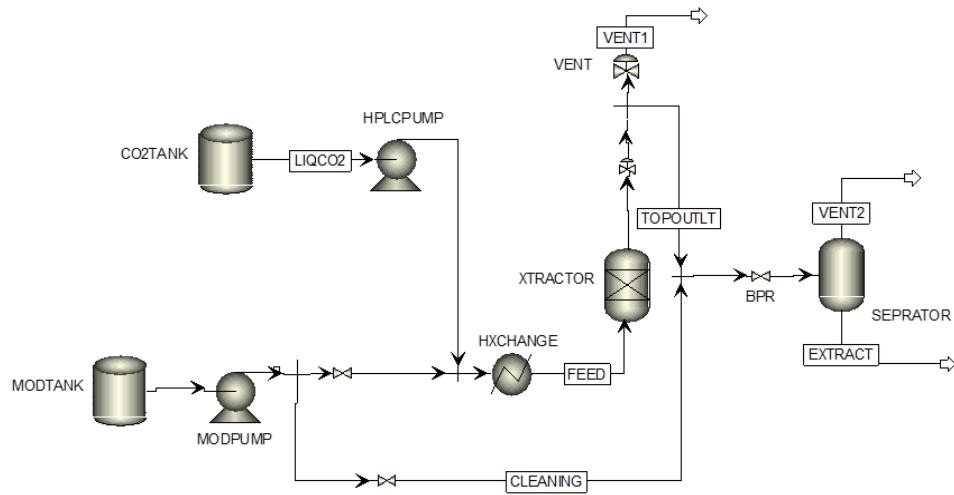 VENT1
VENT
HPLCPUMP
CO2TANK
LIQCO2
VENT2
TOPOUTLT
XTRACTOR
BPR
SEPRATOR
HXCHANGE
EXTRACT
FEED
MODTANK
MODPUMP
CLEANING